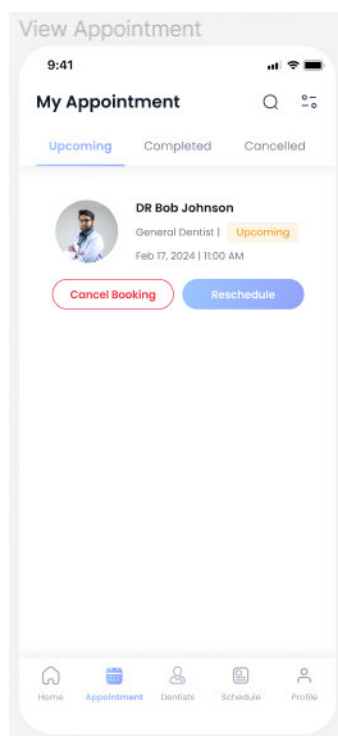 View Appointment
9:41
My Appointment
Upcoming Completed Cancelled
DR Bob Johnson
General Dentist | Upcoming
Feb 17, 2024 | 11:00 AM
Cancel Booking Reschedule
Home Appointment Dentists Schedule Profile